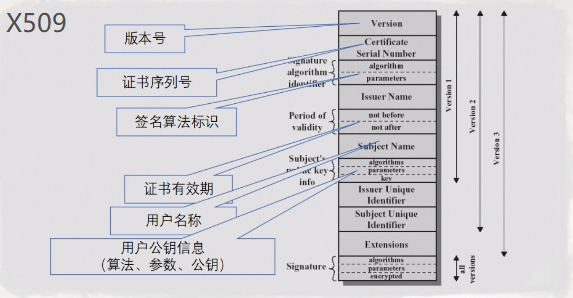 X509
版本号
证书序列号
签名算法标识
证书有效期
用户名称
用户公钥信息
（算法、参数、公钥）
Signature
algorithm
identifier
Period of
validity
Subject's
key
info
Signature
Version
Certificate
Serial Number
algorithm
parameters
Issuer Name
not before
not after
Subject Name
algorithms
parameters
key
Issuer Unique
Identifier
Subject Unique
Identifier
Extensions
algorithms
parameters
encrypted
Version 1
Version 2
Version 3
all
versions